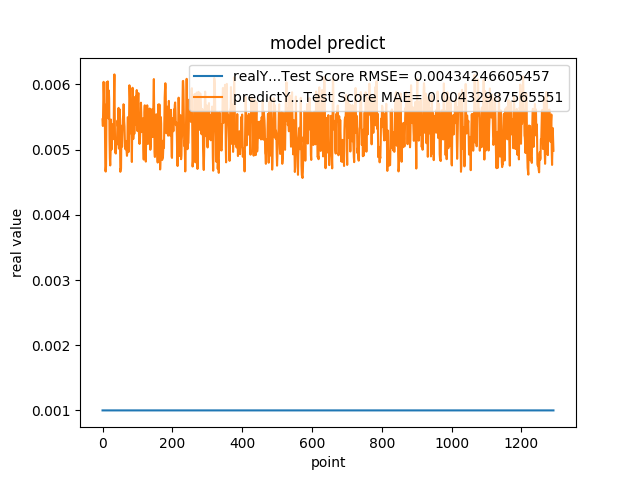 model predict
realY...Test Score RMSE= 0.00434246605457
predictY...Test Score MAE= 0.00432987565551
0.006
0.005
0.004
0.003
0.002
0.001
real value
0 200 400 600 800 1000 1200
point